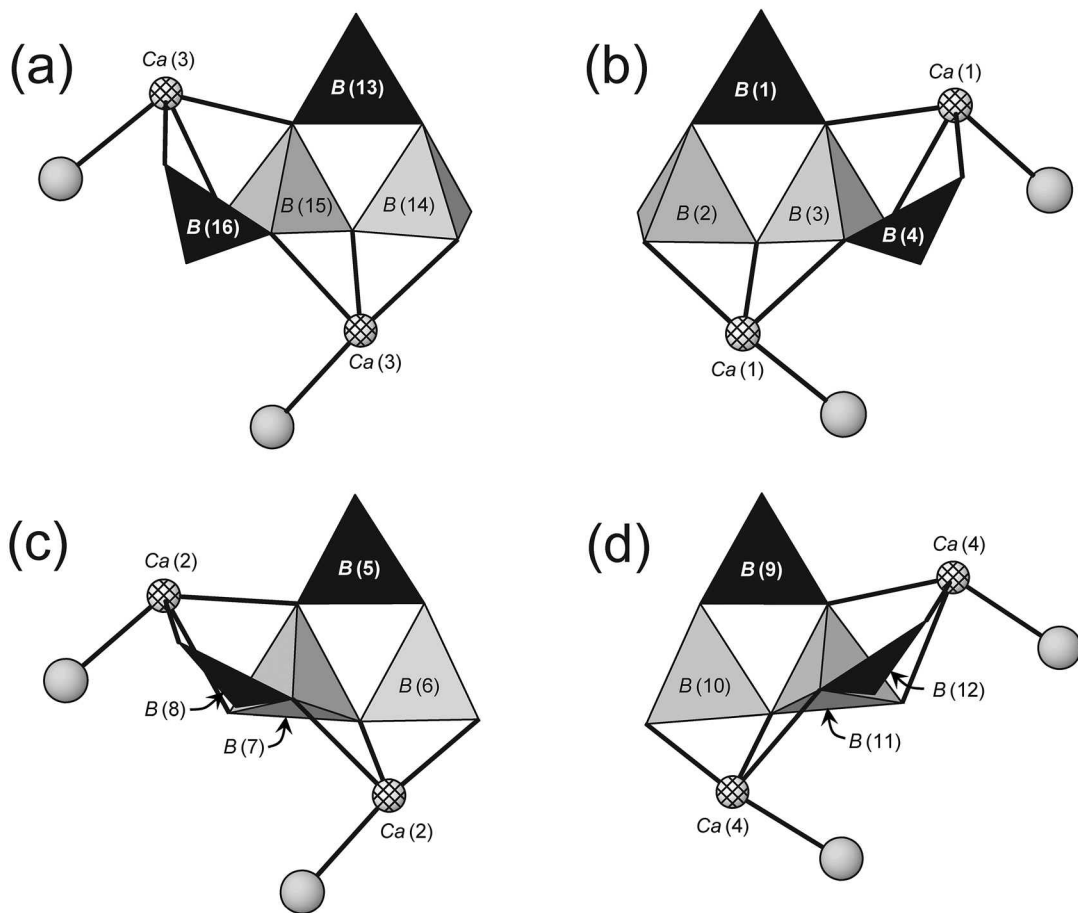 (a)
Ca(3)
B(13)
B(16)
B(15)
B(14)
Ca(3)
(b)
B(1)
Ca(1)
B(2)
B(3)
B(4)
Ca(1)
(c)
Ca(2)
B(5)
B(6)
B(8)
B(7)
Ca(2)
(d)
B(9)
Ca(4)
B(10)
B(12)
B(11)
Ca(4)